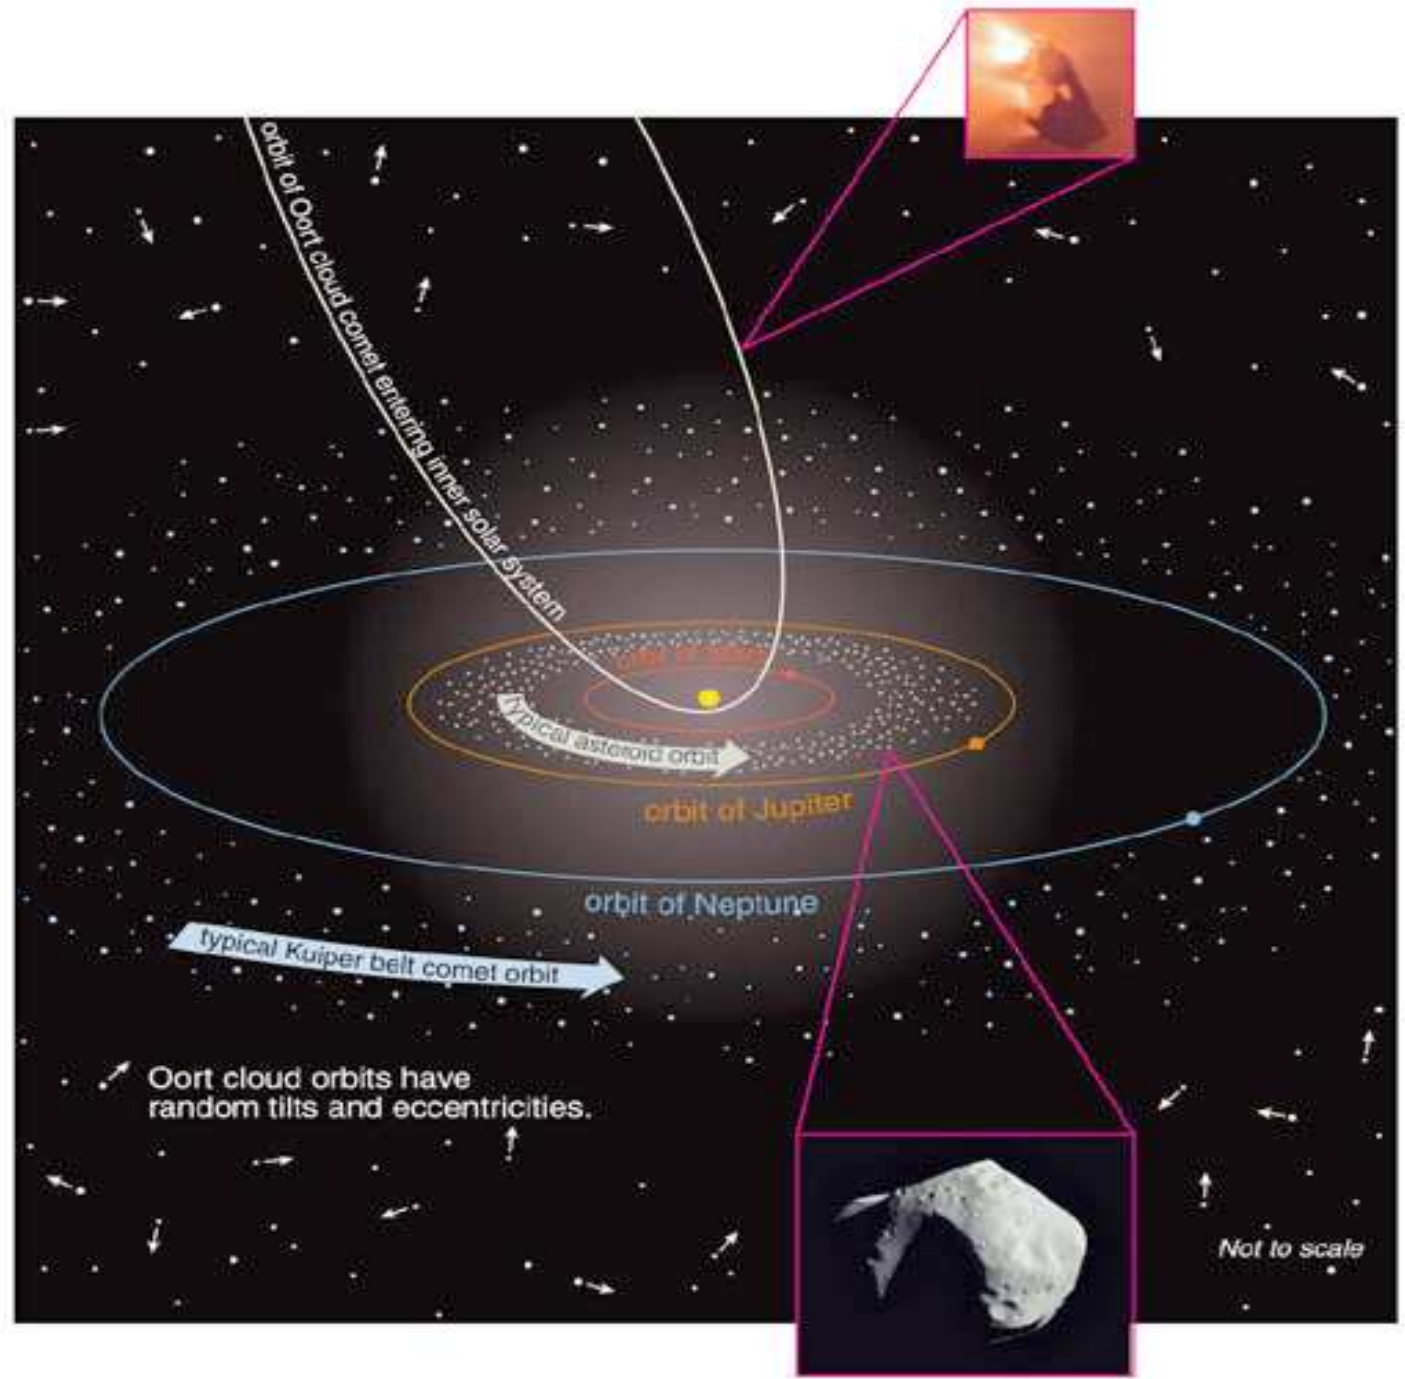 orbit of Oort cloud comet entering inner solar system
typical asteroid orbit
orbit of Jupiter
orbit of Neptune
typical Kuiper belt comet orbit
Oort cloud orbits have
random tilts and eccentricities.
Not to scale